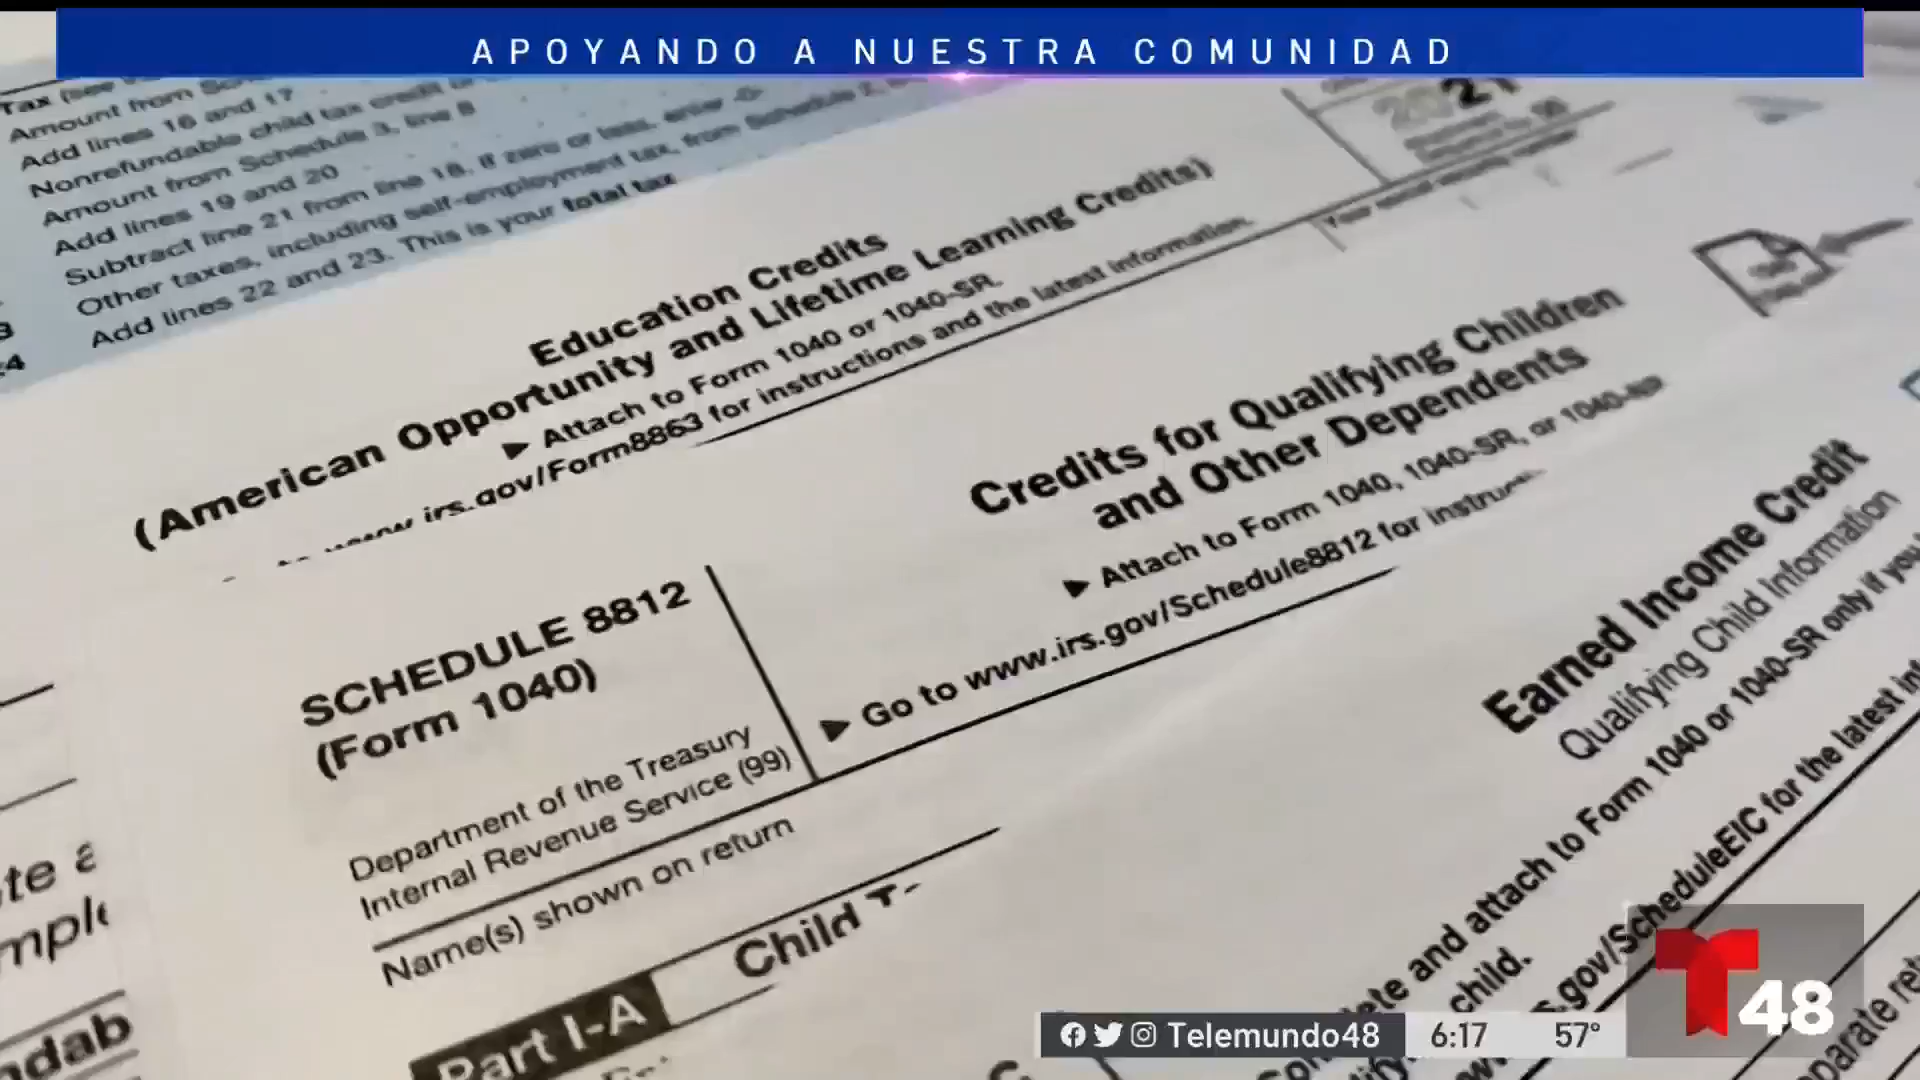 APOYANDO A NUESTRA COMUNIDAD
Tax (see
Amount from
Add lines 16 and 17
Nonrefundable child tax credit
Amount from Schedule 3, line 8
Add lines 19 and 20
Subtract line 21 from line 18. If zero or less, enter -0-
Other taxes, including self-employment tax, from Schedule 2,
Add lines 22 and 23. This is your total tax
2021
Education Credits
(American Opportunity and Lifetime Learning Credits)
▶ Attach to Form 1040 or 1040-SR.
www.irs.gov/Form8863 for instructions and the latest information.
SCHEDULE 8812
(Form 1040)
Department of the Treasury
Internal Revenue Service (99)
Credits for Qualifying Children
and Other Dependents
▶ Attach to Form 1040, 1040-SR, or 1040-NR
▶ Go to www.irs.gov/Schedule8812 for
Name(s) shown on return
Part I-A
Child
Earned Income Credit
Qualifying Child Information
and attach to Form 1040 or 1040-SR only if you
child.
.gov/ScheduleEIC for the latest
Telemundo48
6:17
57°
T 48